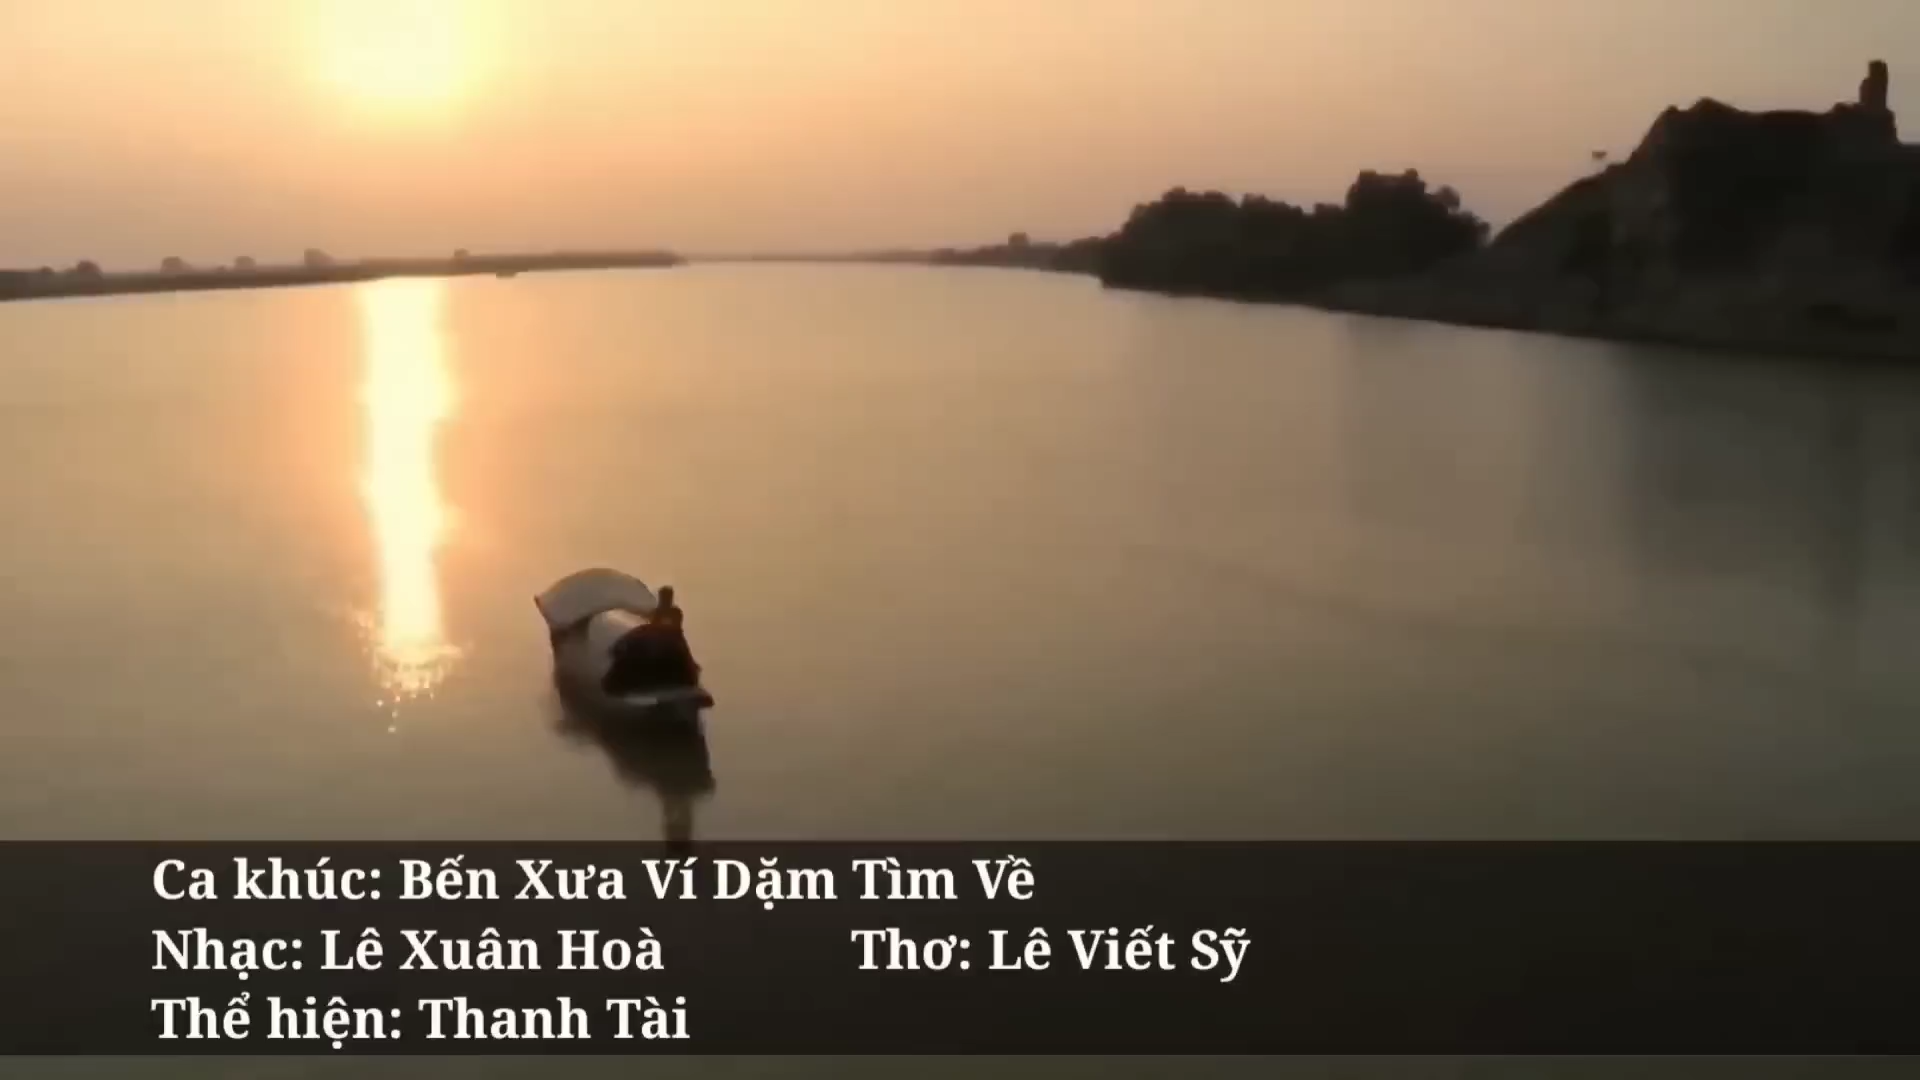 Ca khúc: Bến Xưa Ví Dặm Tìm Về
Nhạc: Lê Xuân Hoà Thơ: Lê Viết Sỹ
Thể hiện: Thanh Tài